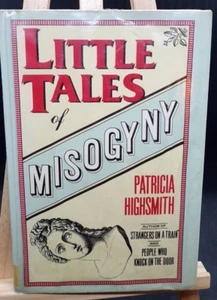 LITTLE
TALES
of
MISOGYNY
PATRICIA
HIGHSMITH
AUTHOR OF
STRANGERS ON A TRAIN
AND
PEOPLE WHO
KNOCK ON THE DOOR